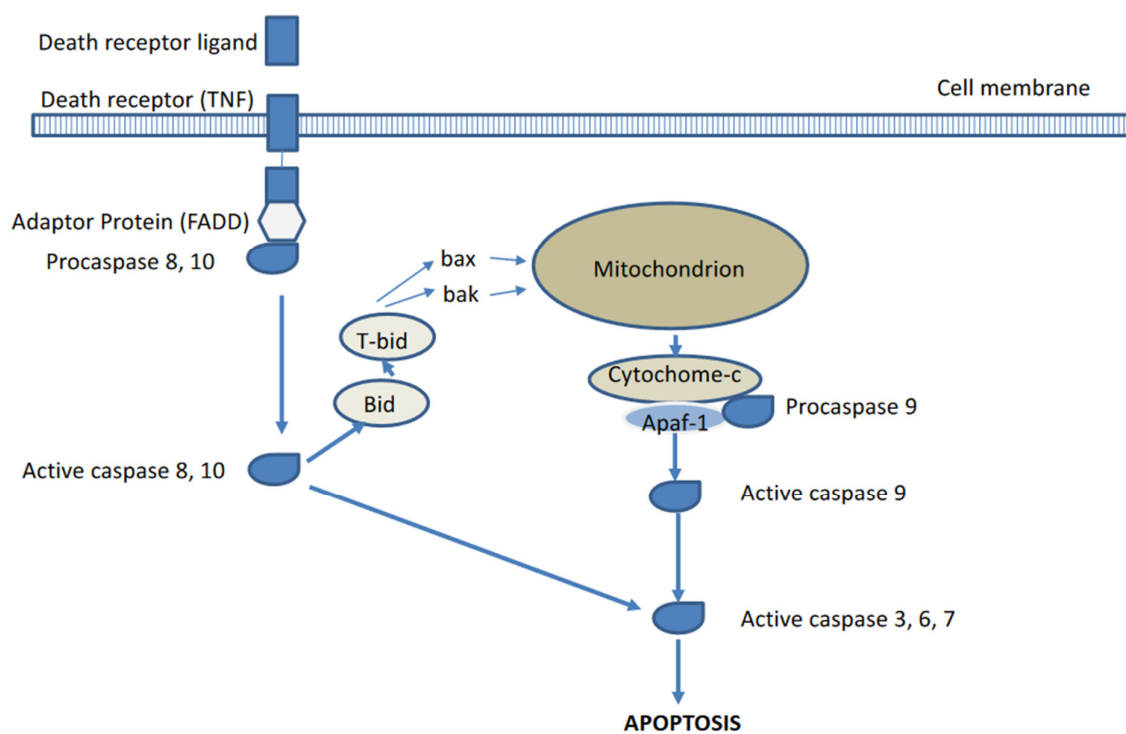 Death receptor ligand
Death receptor (TNF)
Cell membrane
Adaptor Protein (FADD)
Procaspase 8, 10
bax
bak
Mitochondrion
T-bid
Bid
Cytochome-c
Apaf-1
Procaspase 9
Active caspase 8, 10
Active caspase 9
Active caspase 3, 6, 7
APOPTOSIS